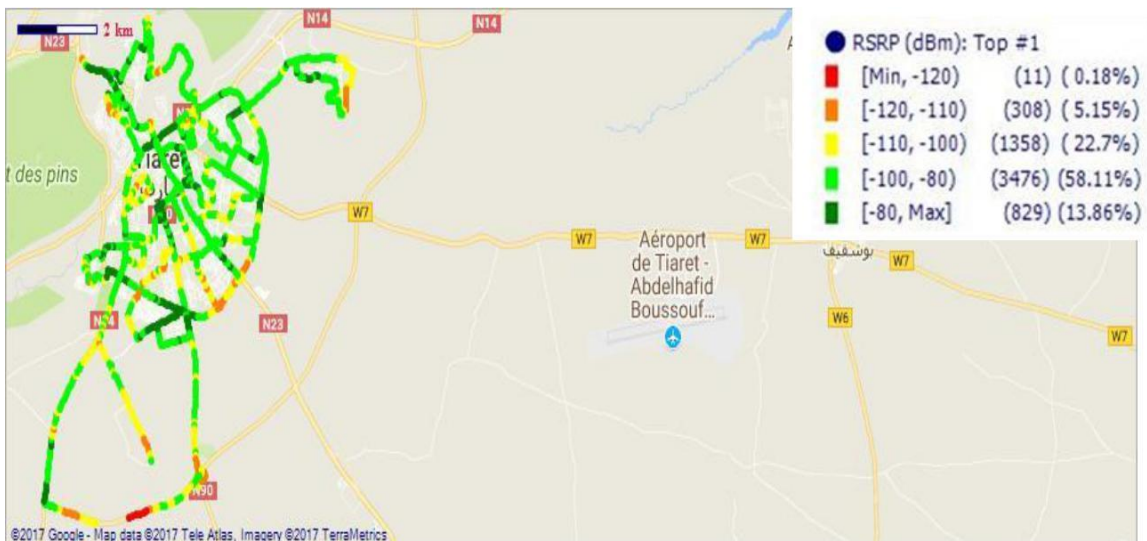 2 km
N23
N14
N14
RSRP (dBm): Top #1
[Min, -120) (11) ( 0.18%)
[-120, -110) (308) ( 5.15%)
[-110, -100) (1358) ( 22.7%)
[-100, -80) (3476) (58.11%)
[-80, Max] (829) (13.86%)
Tiaret
t des pins
W7
W7
W7
W7
W7
Aéroport
de Tiaret -
Abdelhafid
Boussouf...
بوشقيف
W6
N23
N90
©2017 Google - Map data ©2017 Tele Atlas, Imagery ©2017 TerraMetrics